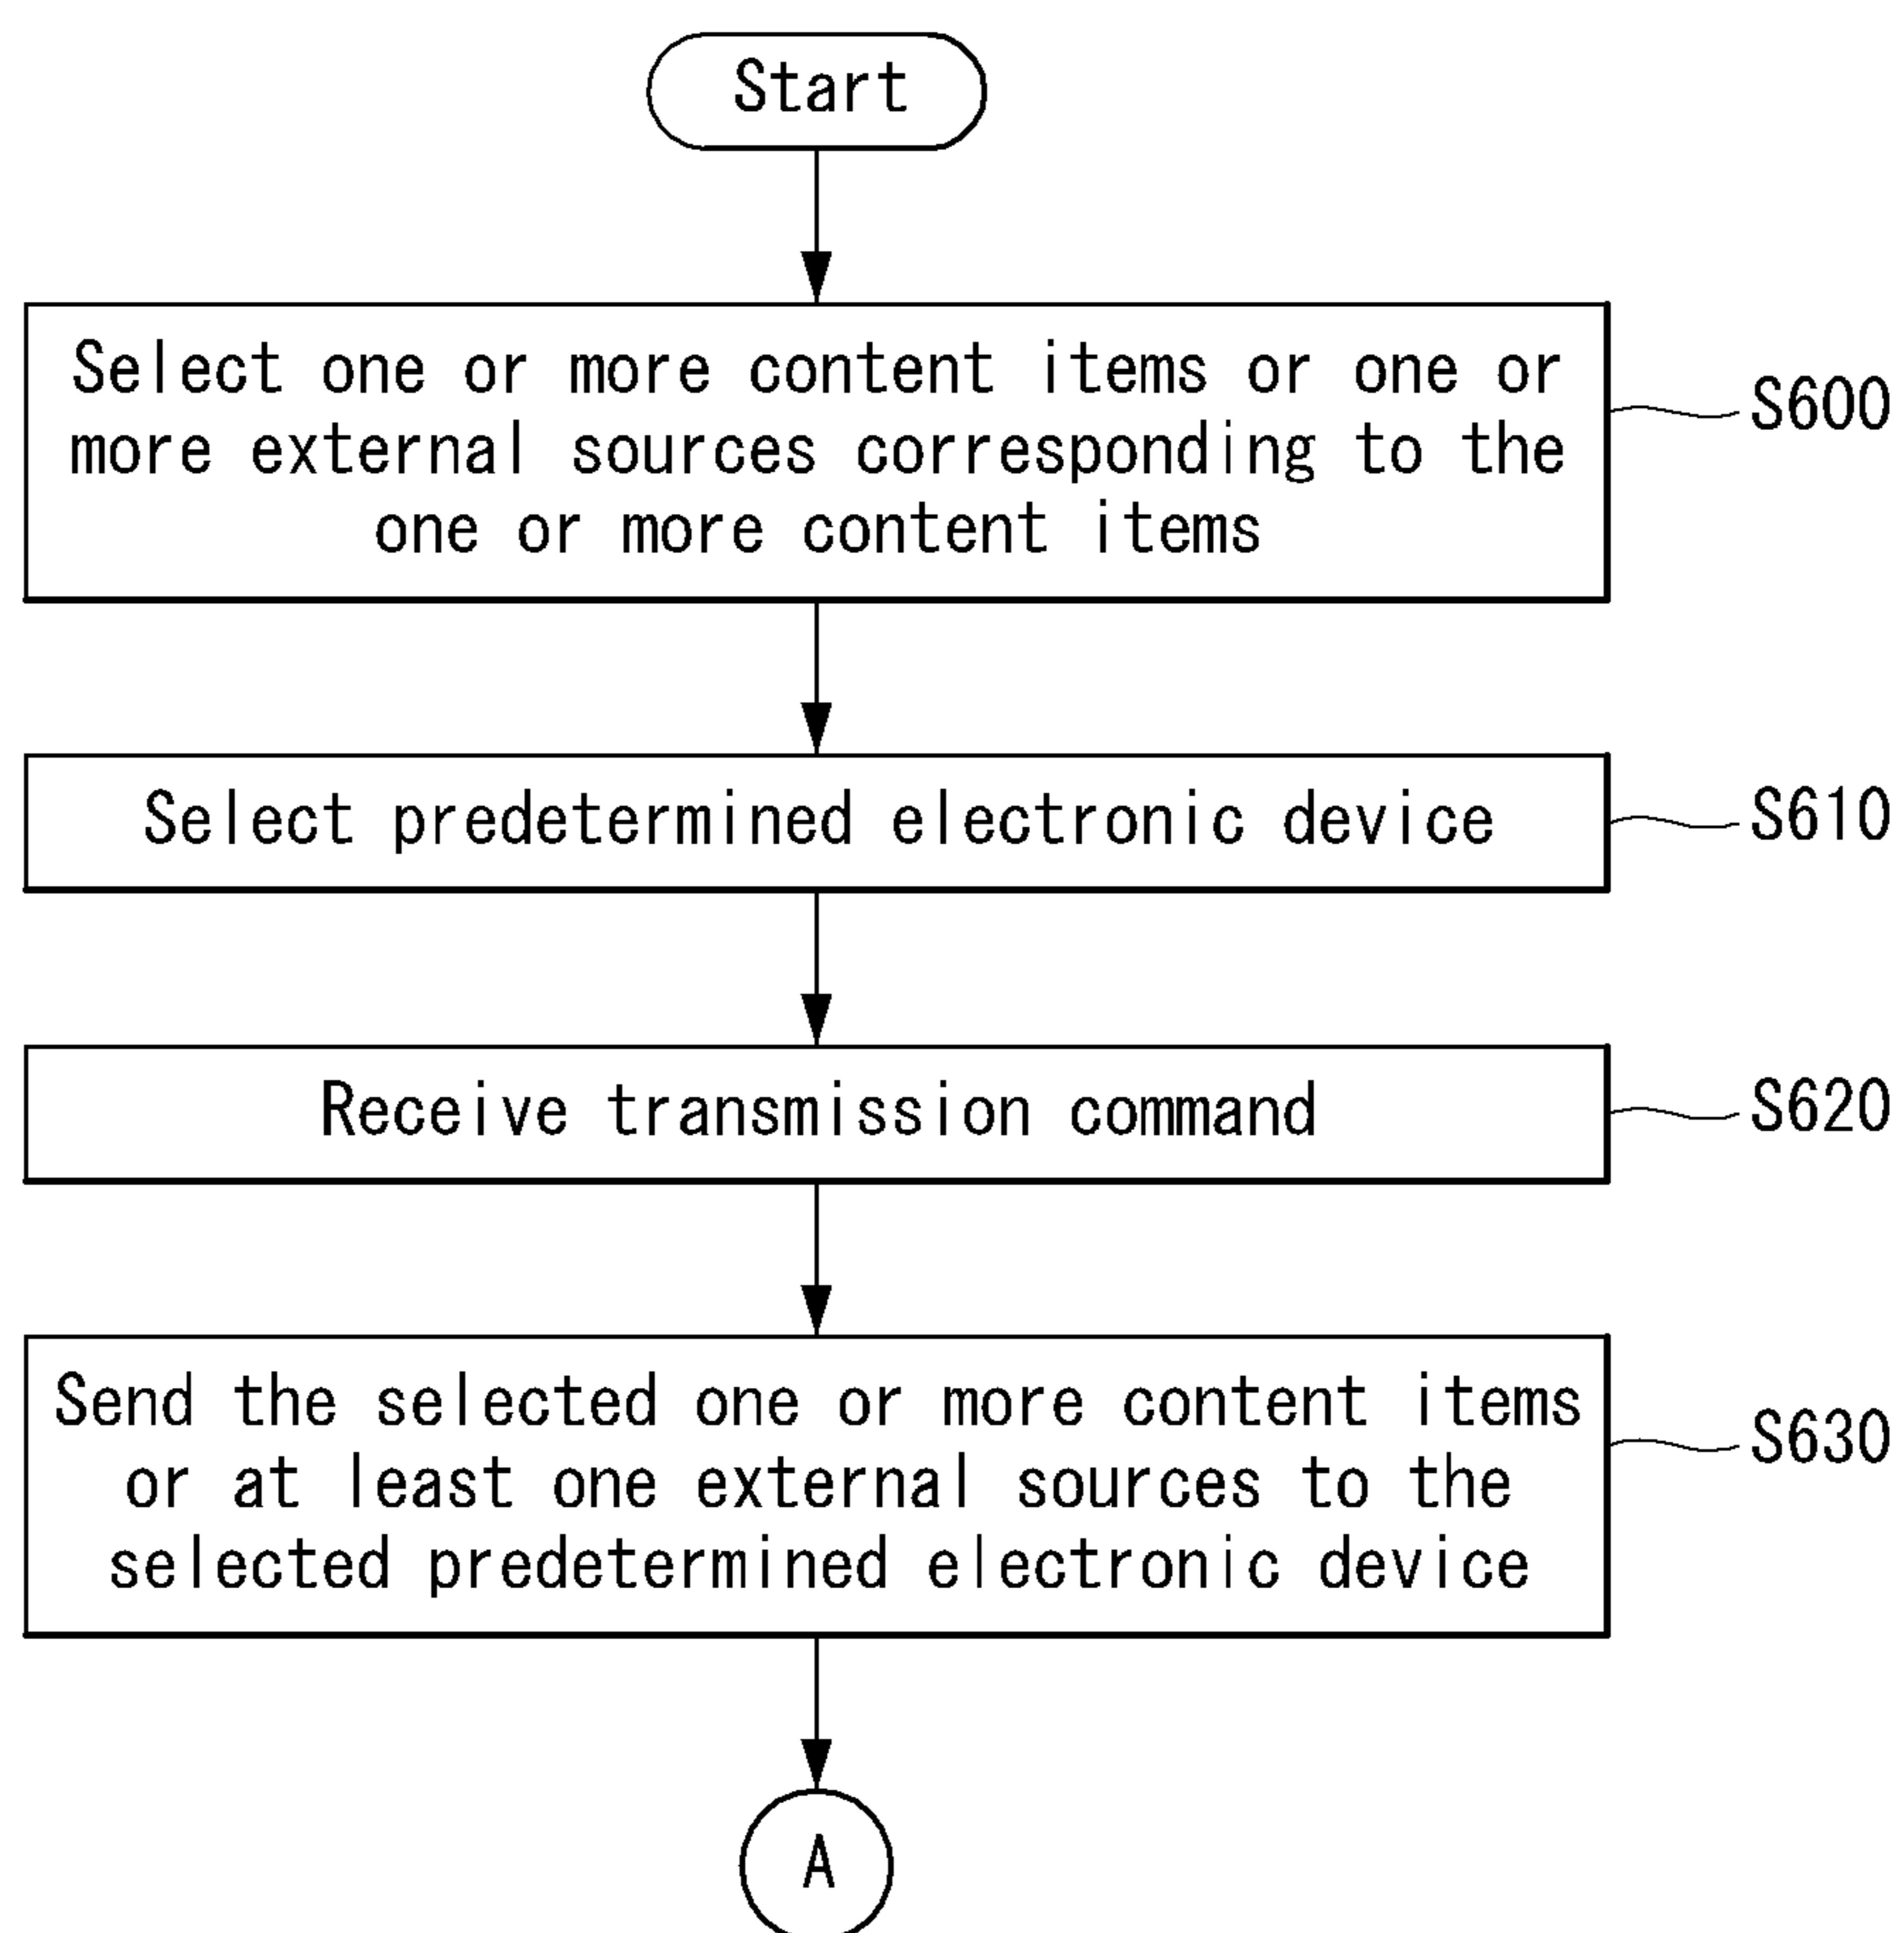 Start
Select one or more content items or one or
more external sources corresponding to the
one or more content items
S600
Select predetermined electronic device
S610
Receive transmission command
S620
Send the selected one or more content items
or at least one external sources to the
selected predetermined electronic device
S630
A